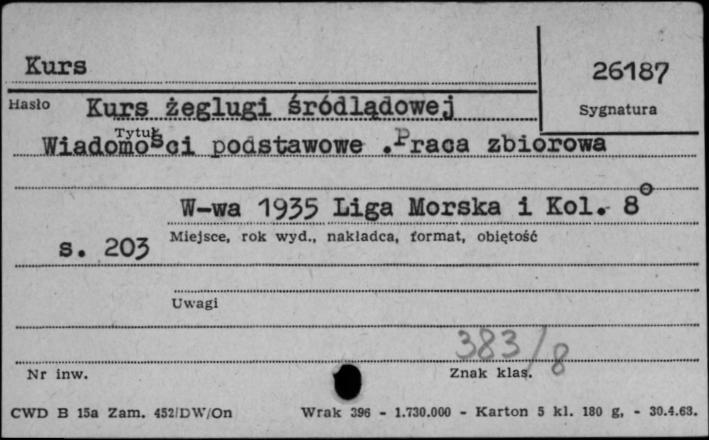 Kurs
26187
Hasło
Kurs żeglugi śródlądowej
Sygnatura
Tytuł
Wiadomości podstawowe .Praca zbiorowa
W-wa 1935 Liga Morska i Kol. 8º
Miejsce, rok wyd., nakładca, format, objętość
s. 203
Uwagi
383/8
Nr inw.
Znak klas.
CWD B 15a Zam. 452/DW/On
Wrak 396 - 1.730.000 - Karton 5 kl. 180 g, - 30.4.63.